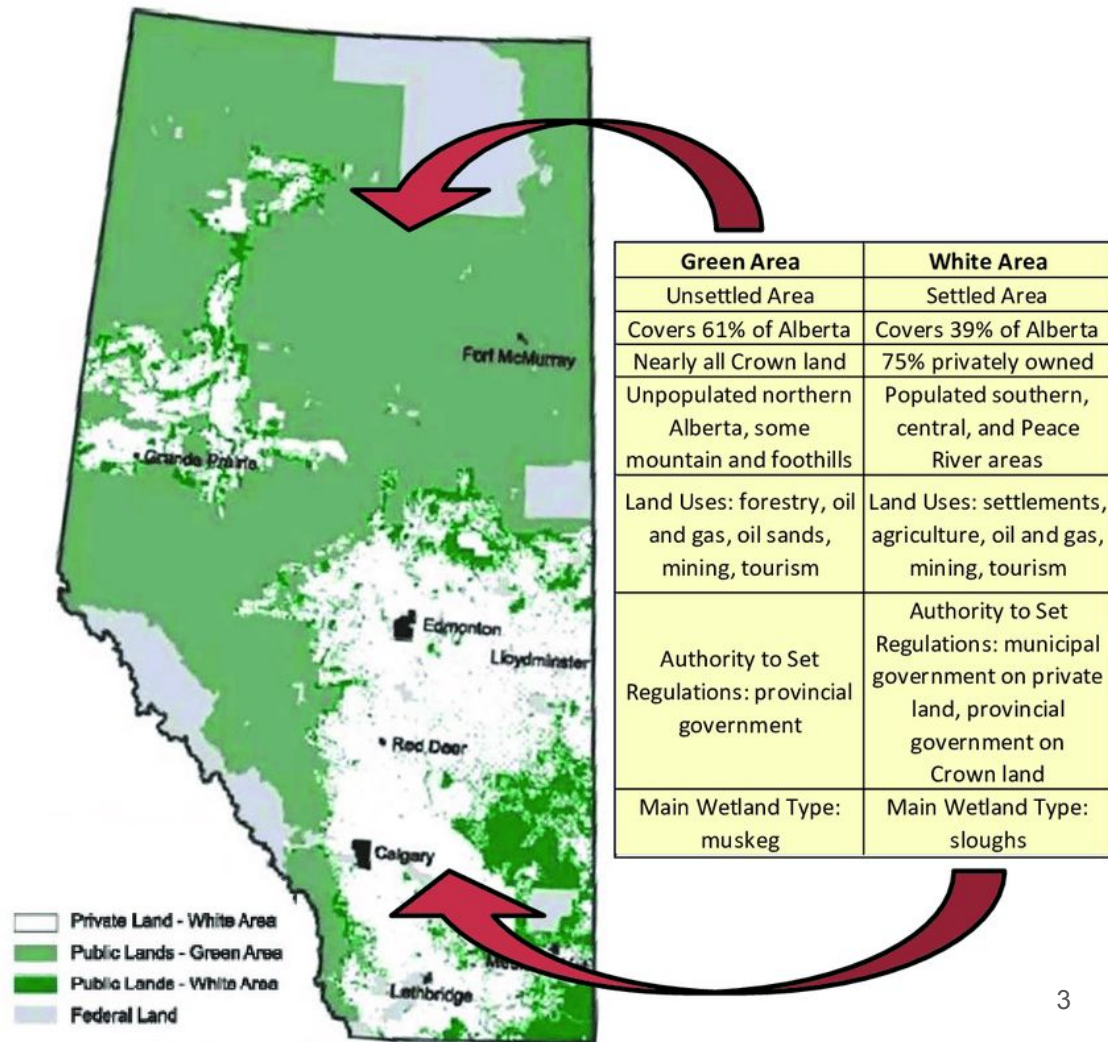 Fort McMurray
Grande Prairie
Edmonton
Lloydminster
Red Deer
Calgary
Lethbridge
Private Land - White Area
Public Lands - Green Area
Public Lands - White Area
Federal Land
Green Area
White Area
Unsettled Area
Settled Area
Covers 61% of Alberta
Covers 39% of Alberta
Nearly all Crown land
75% privately owned
Unpopulated northern
Alberta, some
mountain and foothills
Populated southern,
central, and Peace
River areas
Land Uses: forestry, oil
and gas, oil sands,
mining, tourism
Land Uses: settlements,
agriculture, oil and gas,
mining, tourism
Authority to Set
Regulations: provincial
government
Authority to Set
Regulations: municipal
government on private
land, provincial
government on
Crown land
Main Wetland Type:
muskeg
Main Wetland Type:
sloughs
3